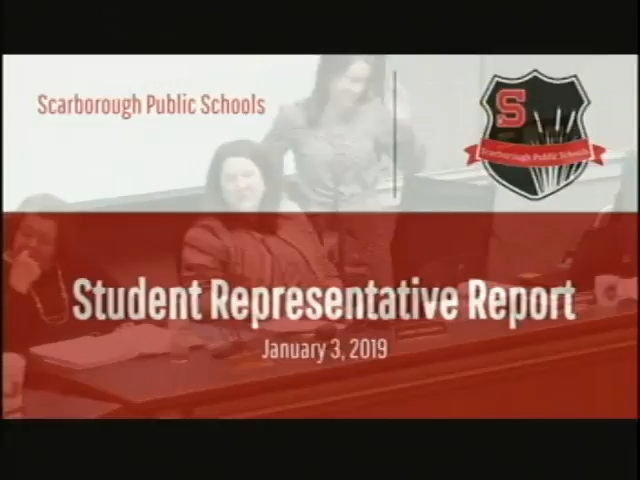 Scarborough Public Schools
S
Scarborough Public Schools
Student Representative Report
January 3, 2019